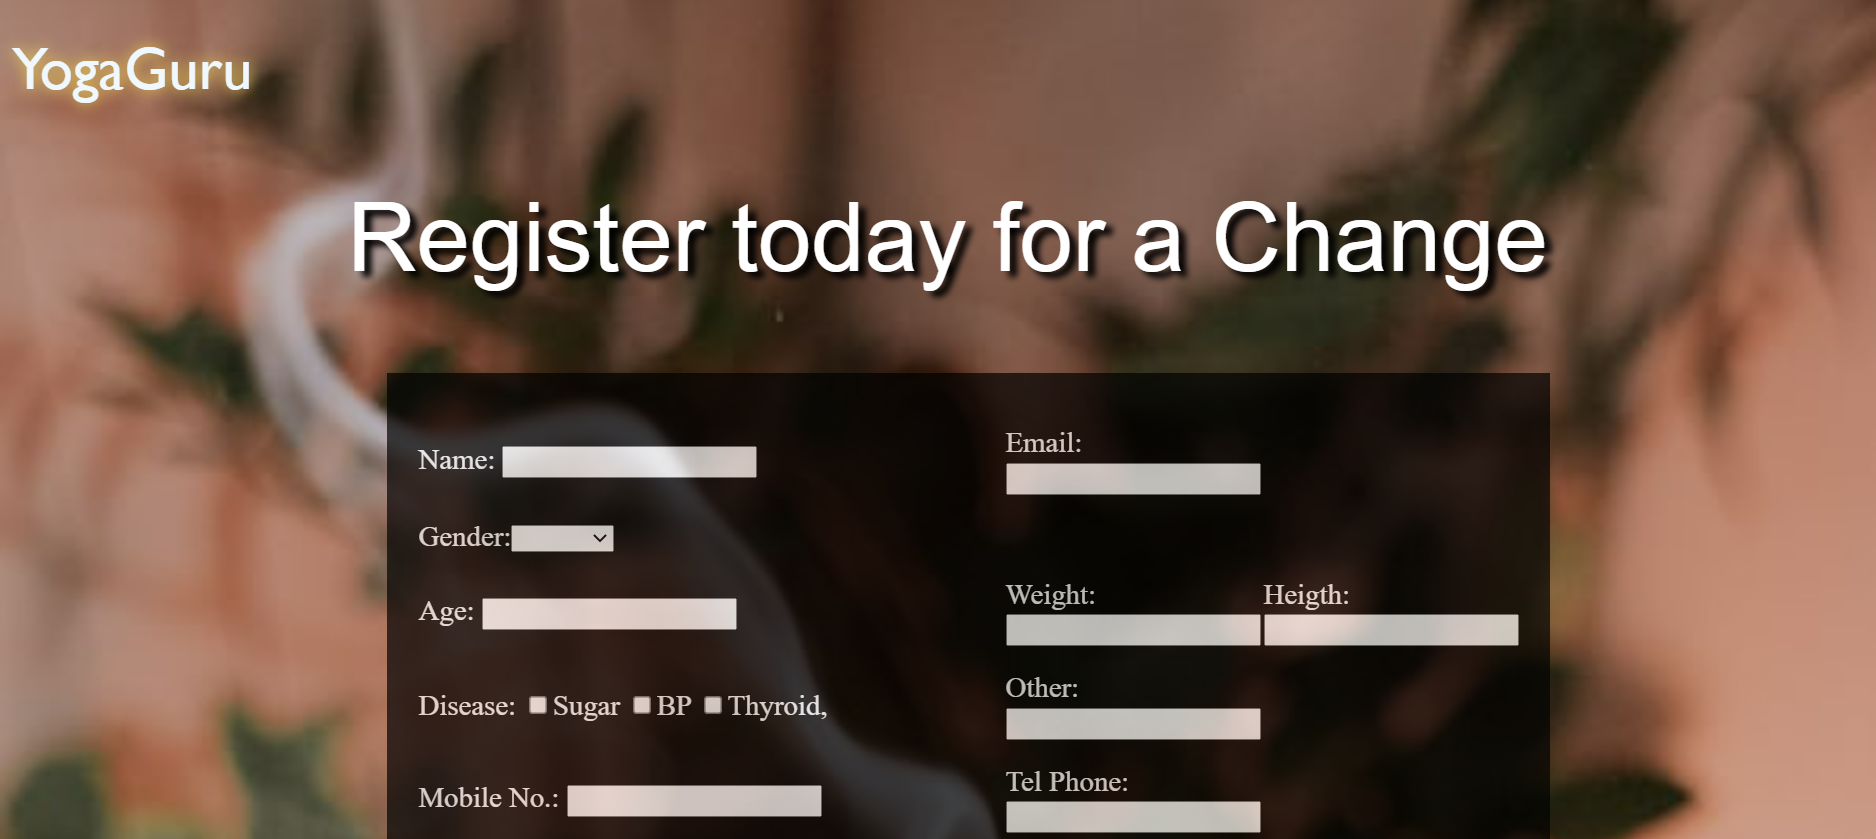 YogaGuru
Register today for a Change
Name:
Email:
Gender:
Age:
Weight: Heigth:
Disease: Sugar BP Thyroid,
Other:
Mobile No.:
Tel Phone: